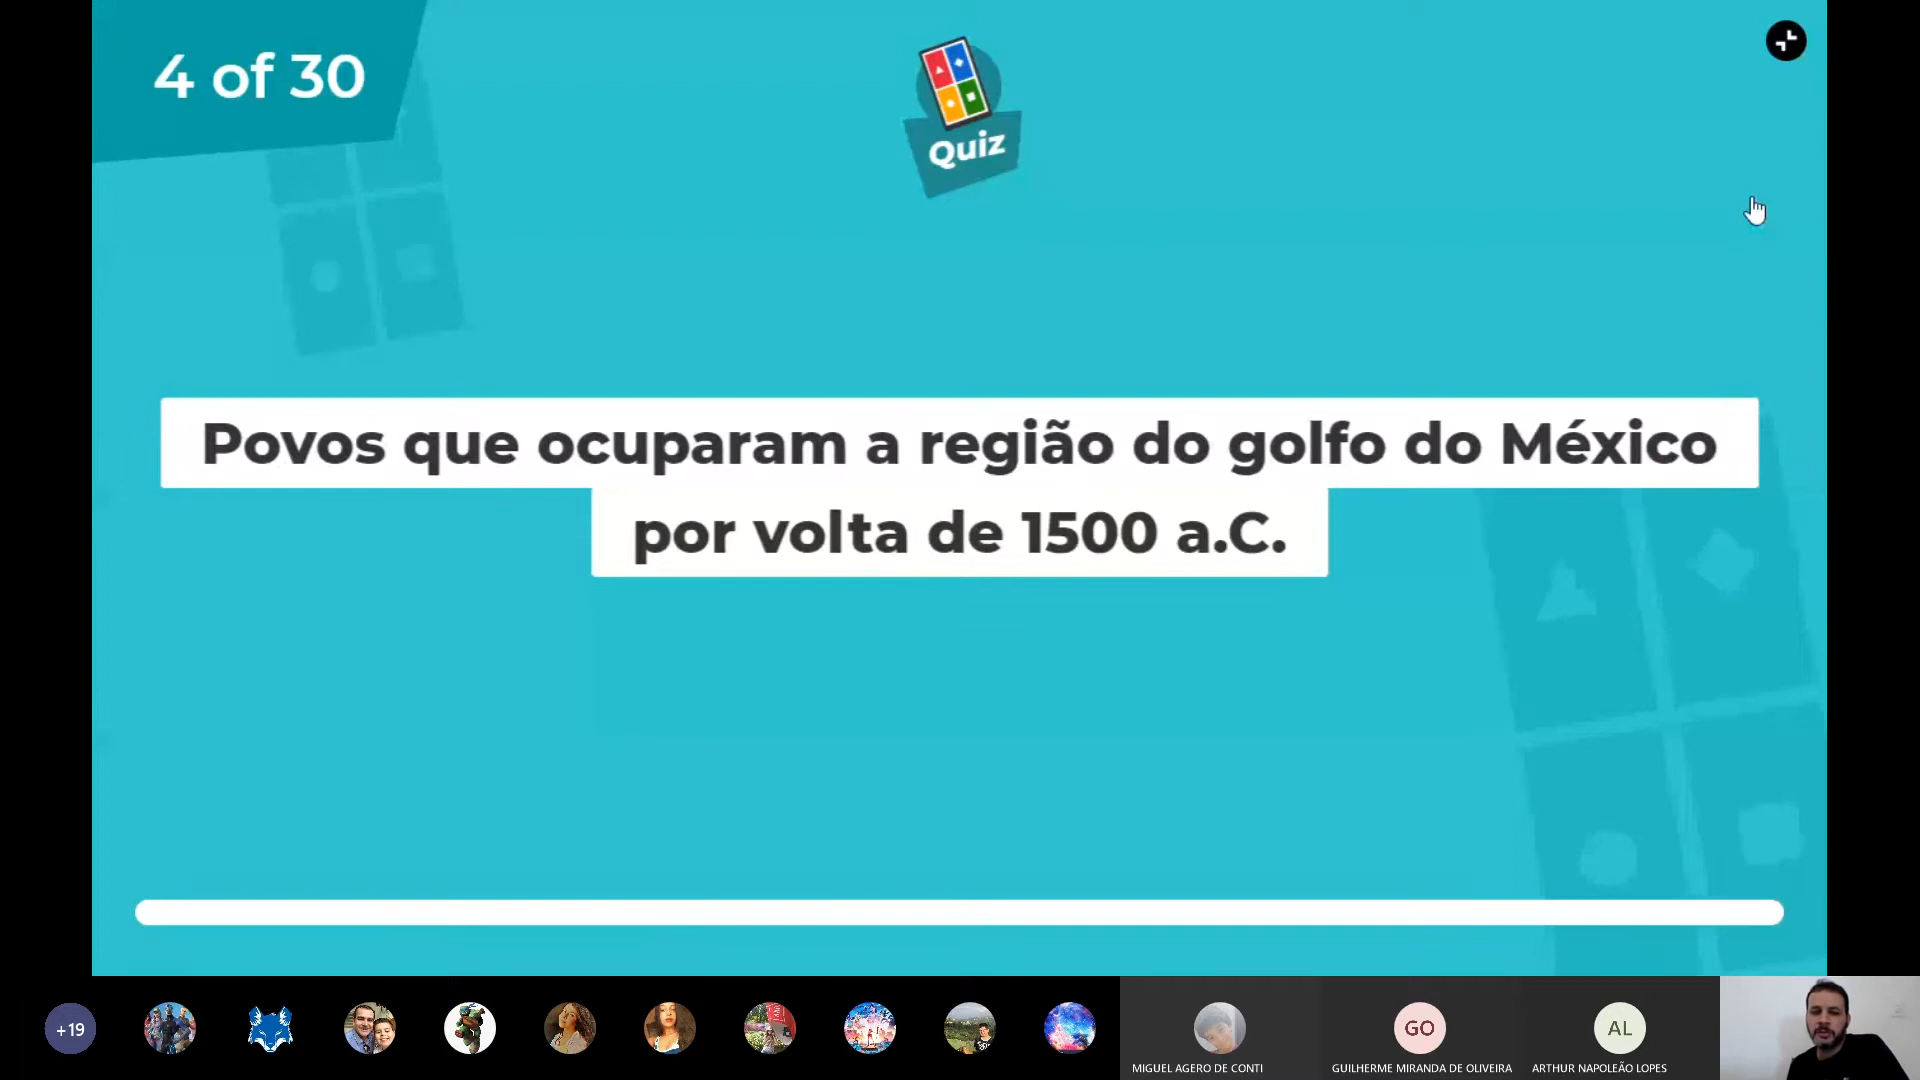 4 of 30
Quiz
Povos que ocuparam a região do golfo do México
por volta de 1500 a.C.
+19
GO
AL
MIGUEL AGERO DE CONTI
GUILHERME MIRANDA DE OLIVEIRA
ARTHUR NAPOLEÃO LOPES